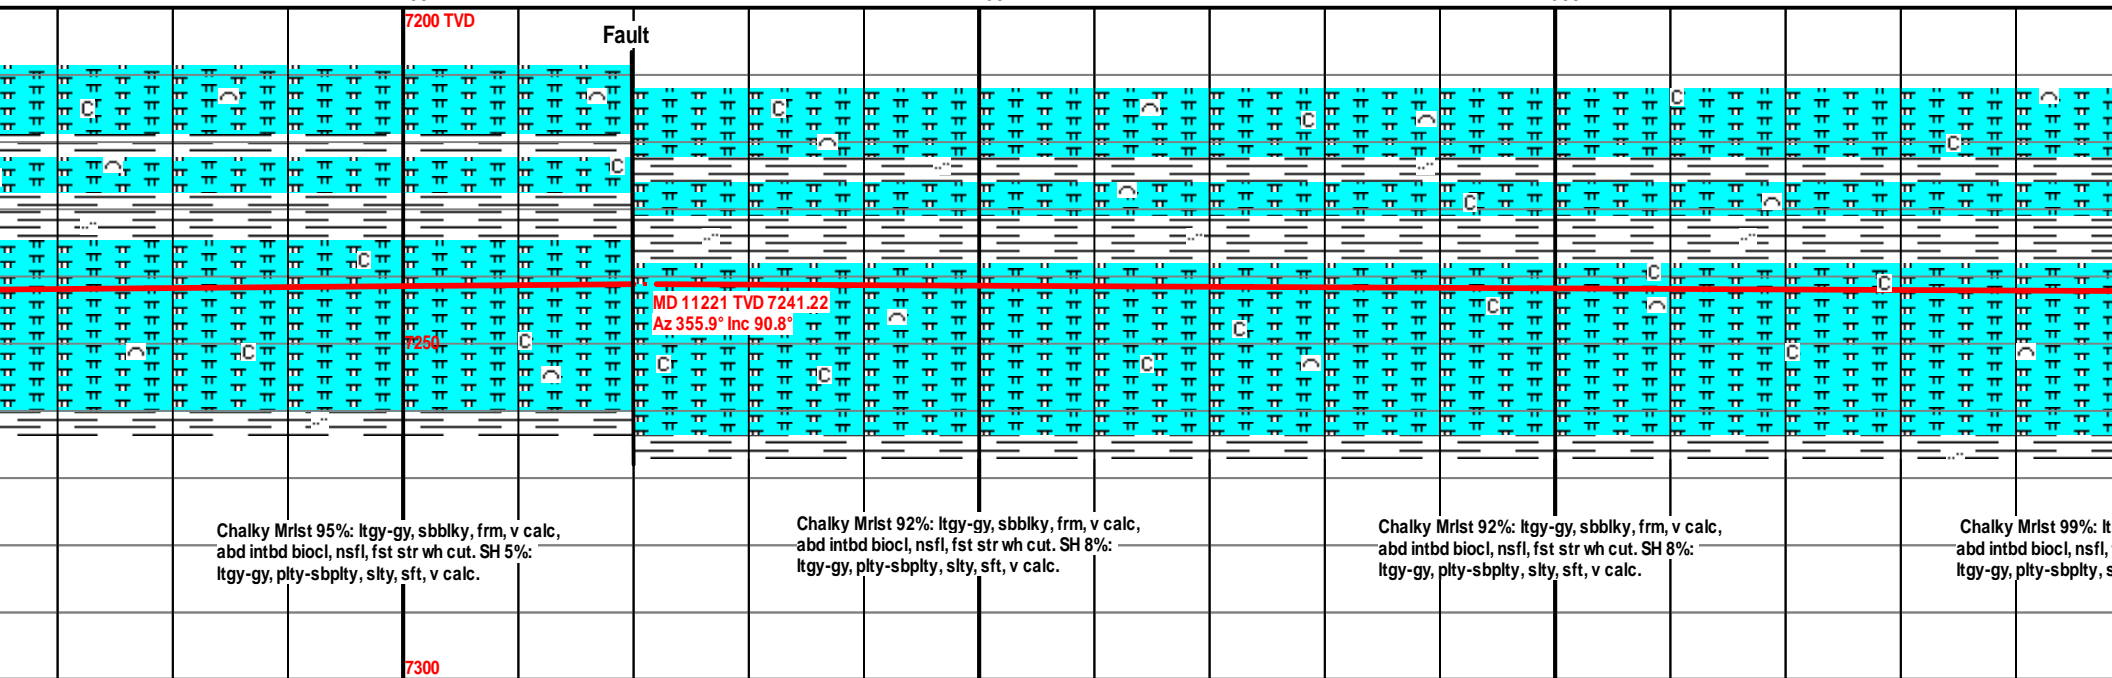 7200 TVD
Fault
MD 11221 TVD 7241.22
Az 355.9° Inc 90.8°
7250
Chalky Mrlst 95%: ltgy-gy, sbblky, frm, v calc,
abd intbd biocl, nsfl, fst str wh cut. SH 5%:
ltgy-gy, plty-sbplty, slty, sft, v calc.
Chalky Mrlst 92%: ltgy-gy, sbblky, frm, v calc,
abd intbd biocl, nsfl, fst str wh cut. SH 8%:
ltgy-gy, plty-sbplty, slty, sft, v calc.
Chalky Mrlst 92%: ltgy-gy, sbblky, frm, v calc,
abd intbd biocl, nsfl, fst str wh cut. SH 8%:
ltgy-gy, plty-sbplty, slty, sft, v calc.
Chalky Mrlst 99%: lt
abd intbd biocl, nsfl,
ltgy-gy, plty-sbplty, s
7300